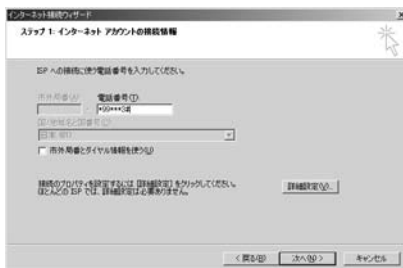 インターネット接続ウィザード
ステップ 1: インターネット アカウントの接続情報
ISP への接続に使う電話番号を入力してください。
市外局番(A) 電話番号(T)
*99***3#
国/地域名と国番号(C)
日本 (81)
市外局番とダイヤル情報を使う(U)
接続のプロパティを設定するには [詳細設定] をクリックしてください。
ほとんどの ISP では、詳細設定は必要ありません。
詳細設定(V)...
< 戻る(B) 次へ(N) > キャンセル